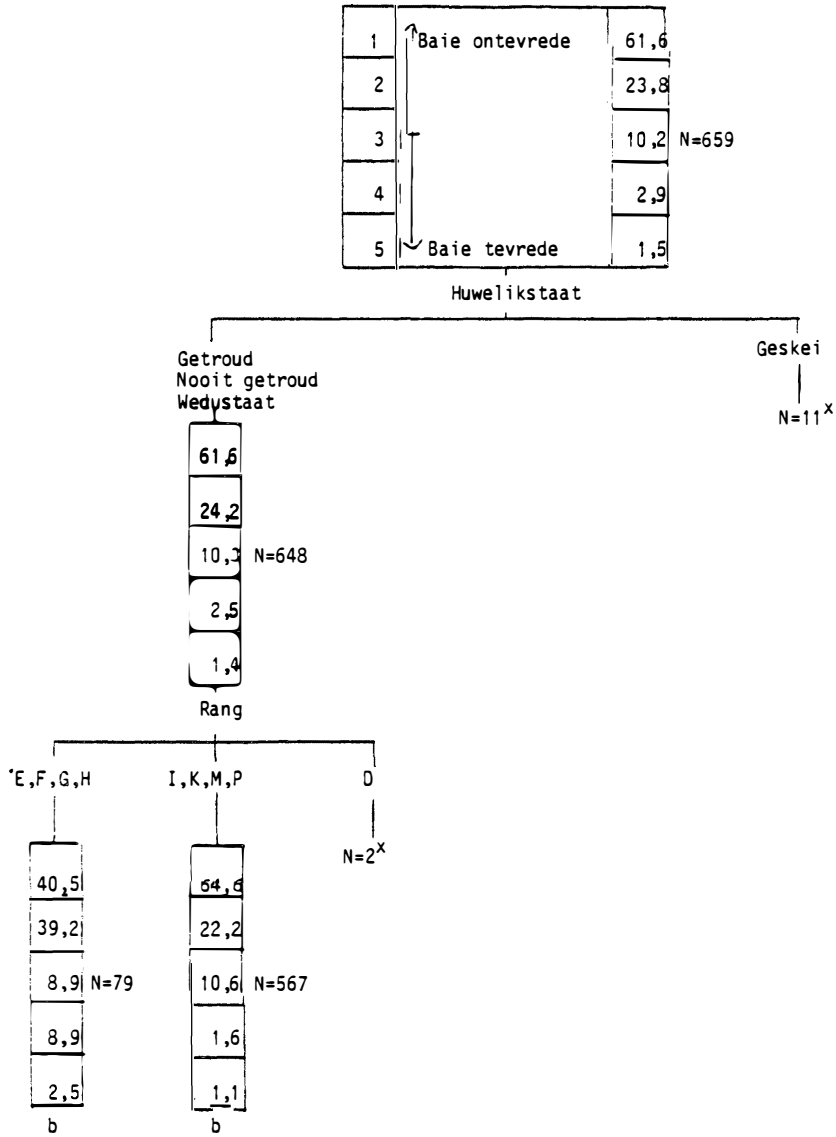 1 Baie ontevrede 61,6
2 23,8
3 10,2 N=659
4 2,9
5 Baie tevrede 1,5
Huwelikstaat
Getroud
Nooit getroud
Wedustaat
Geskei
N=11x
61,6
24,2
10,3 N=648
2,5
1,4
Rang
E,F,G,H I,K,M,P D
N=2x
40,5 64,6
39,2 22,2
8,9 N=79 10,6 N=567
8,9 1,6
2,5 1,1
b b